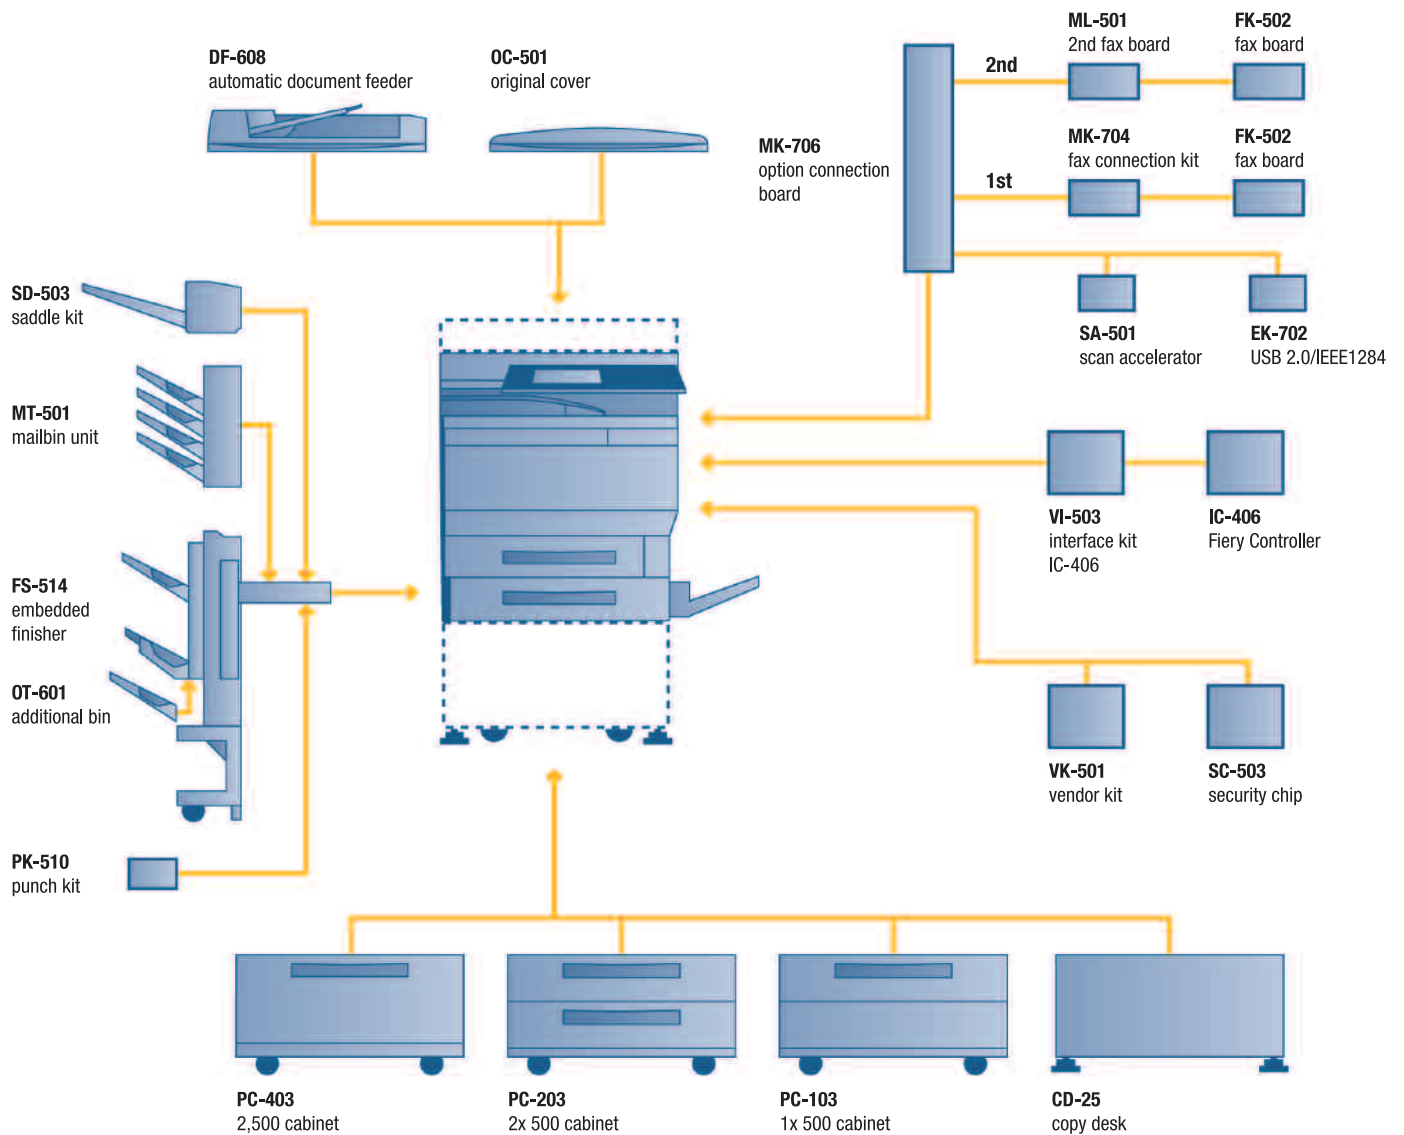 DF-608
automatic document feeder
OC-501
original cover
MK-706
option connection
board
2nd
1st
ML-501
2nd fax board
FK-502
fax board
MK-704
fax connection kit
FK-502
fax board
SA-501
scan accelerator
EK-702
USB 2.0/IEEE1284
SD-503
saddle kit
MT-501
mailbin unit
FS-514
embedded
finisher
OT-601
additional bin
PK-510
punch kit
VI-503
interface kit
IC-406
IC-406
Fiery Controller
VK-501
vendor kit
SC-503
security chip
PC-403
2,500 cabinet
PC-203
2x 500 cabinet
PC-103
1x 500 cabinet
CD-25
copy desk